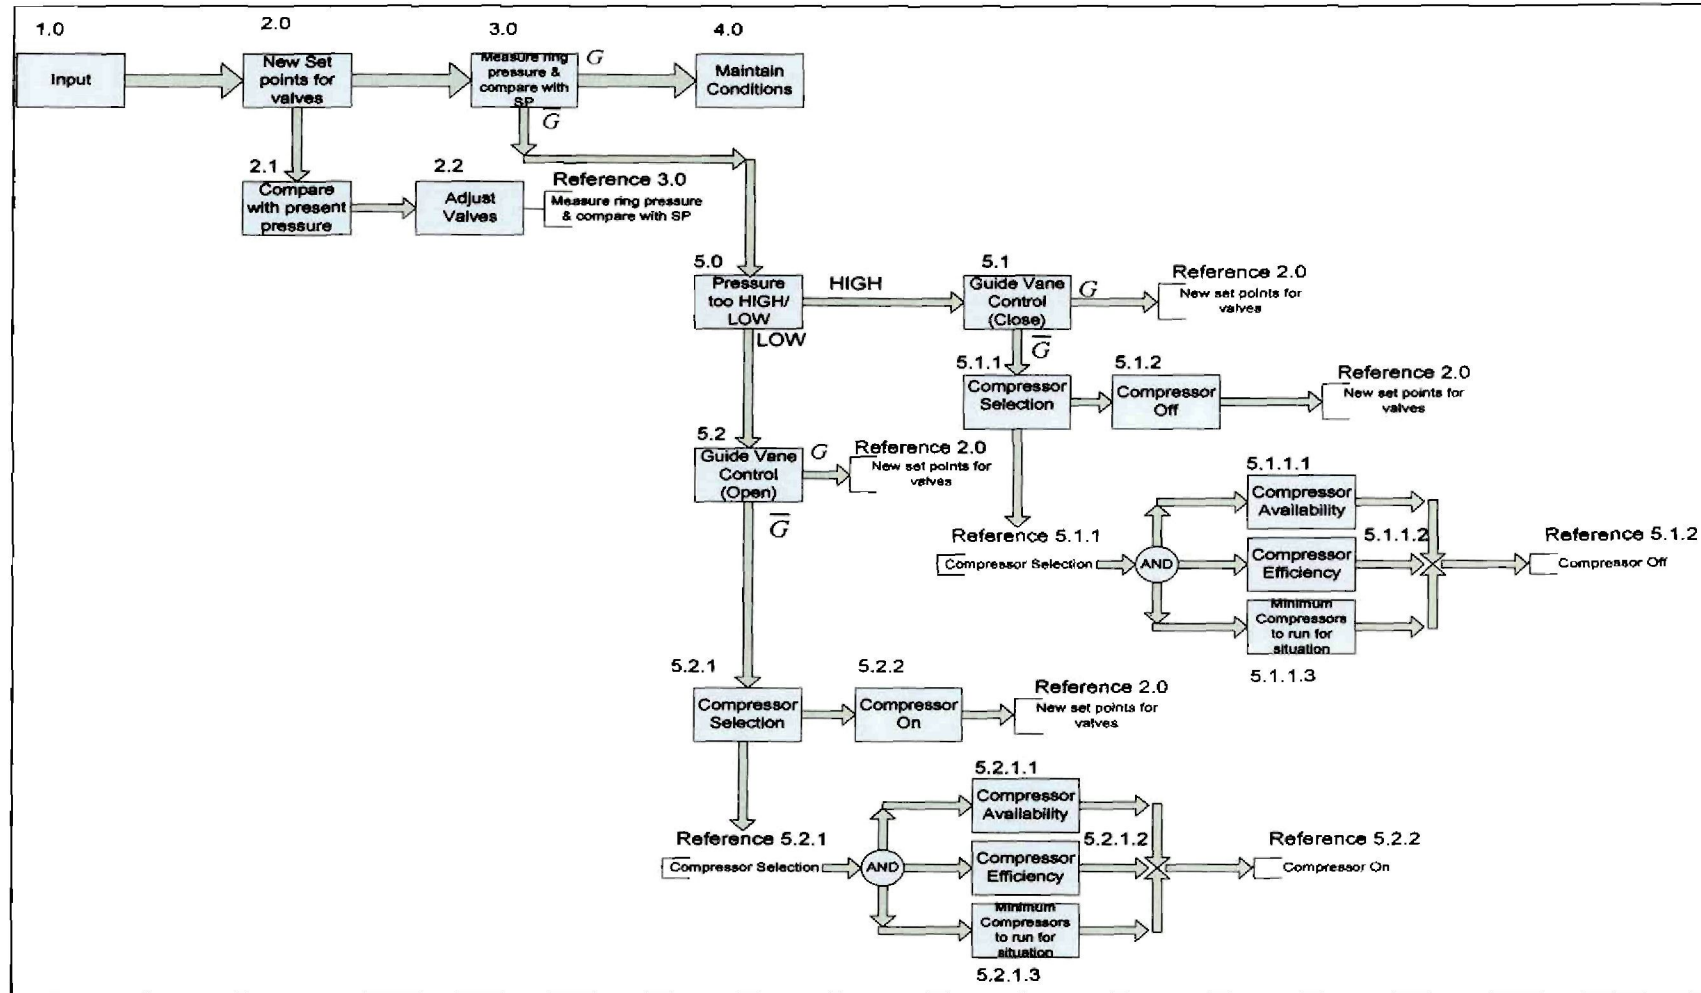 1.0
2.0
3.0
4.0
Input
New Set
points for
valves
Measure ring
pressure &
compare with
SP
G
Maintain
Conditions
G̅
2.1
2.2
Compare
with present
pressure
Adjust
Valves
Reference 3.0
Measure ring pressure
& compare with SP
5.0
Pressure
too HIGH/
LOW
HIGH
LOW
5.1
Guide Vane
Control
(Close)
G
Reference 2.0
New set points for
valves
G̅
5.1.1
Compressor
Selection
5.1.2
Compressor
Off
Reference 2.0
New set points for
valves
5.2
Guide Vane
Control
(Open)
G
Reference 2.0
New set points for
valves
G̅
Reference 5.1.1
Compressor Selection
AND
5.1.1.1
Compressor
Availability
5.1.1.2
Compressor
Efficiency
Minimum
Compressors
to run for
situation
5.1.1.3
Reference 5.1.2
Compressor Off
5.2.1
Compressor
Selection
5.2.2
Compressor
On
Reference 2.0
New set points for
valves
Reference 5.2.1
Compressor Selection
AND
5.2.1.1
Compressor
Availability
5.2.1.2
Compressor
Efficiency
Minimum
Compressors
to run for
situation
5.2.1.3
Reference 5.2.2
Compressor On